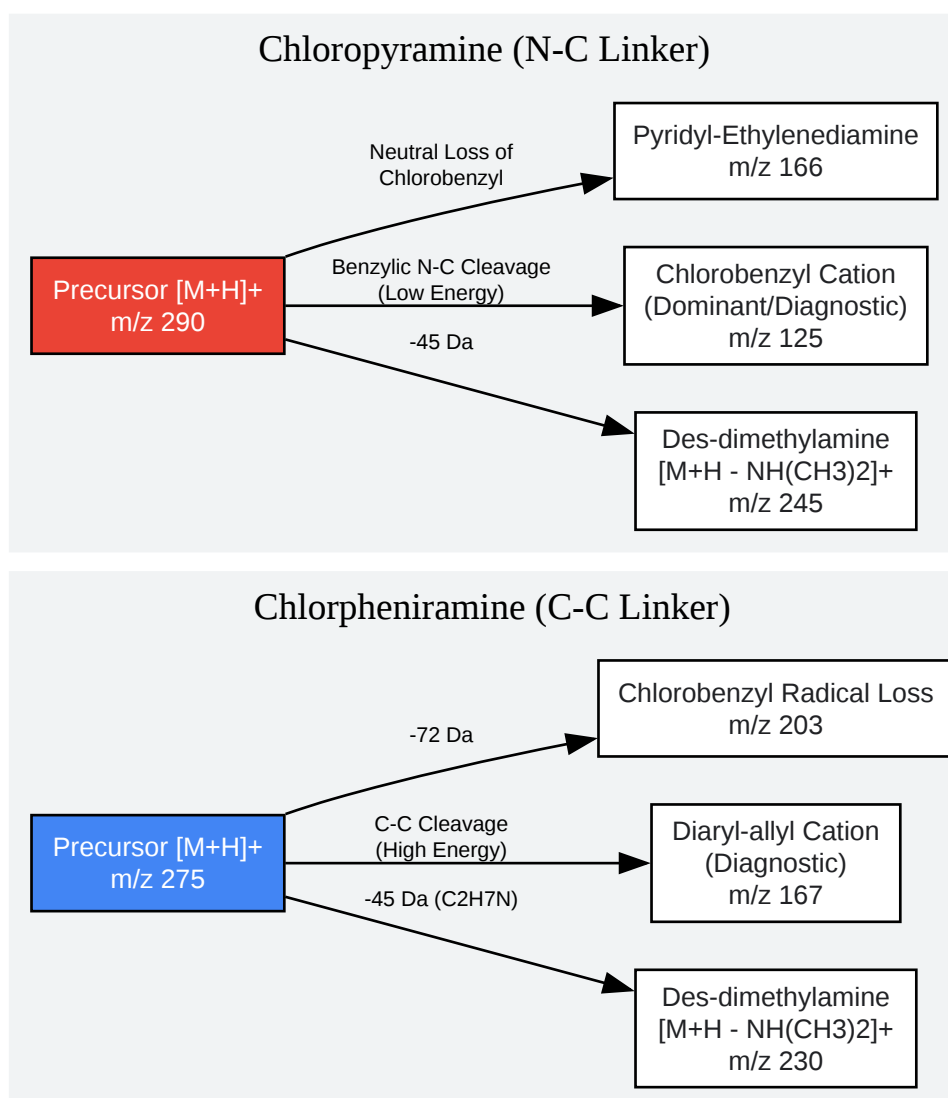 Chloropyramine (N-C Linker)
Neutral Loss of
Chlorobenzyl
Pyridyl-Ethylenediamine
m/z 166
Precursor [M+H]+
m/z 290
Benzylic N-C Cleavage
(Low Energy)
Chlorobenzyl Cation
(Dominant/Diagnostic)
m/z 125
-45 Da
Des-dimethylamine
[M+H - NH(CH3)2]+
m/z 245
Chlorpheniramine (C-C Linker)
-72 Da
Chlorobenzyl Radical Loss
m/z 203
Precursor [M+H]+
m/z 275
C-C Cleavage
(High Energy)
Diaryl-allyl Cation
(Diagnostic)
m/z 167
-45 Da (C2H7N)
Des-dimethylamine
[M+H - NH(CH3)2]+
m/z 230